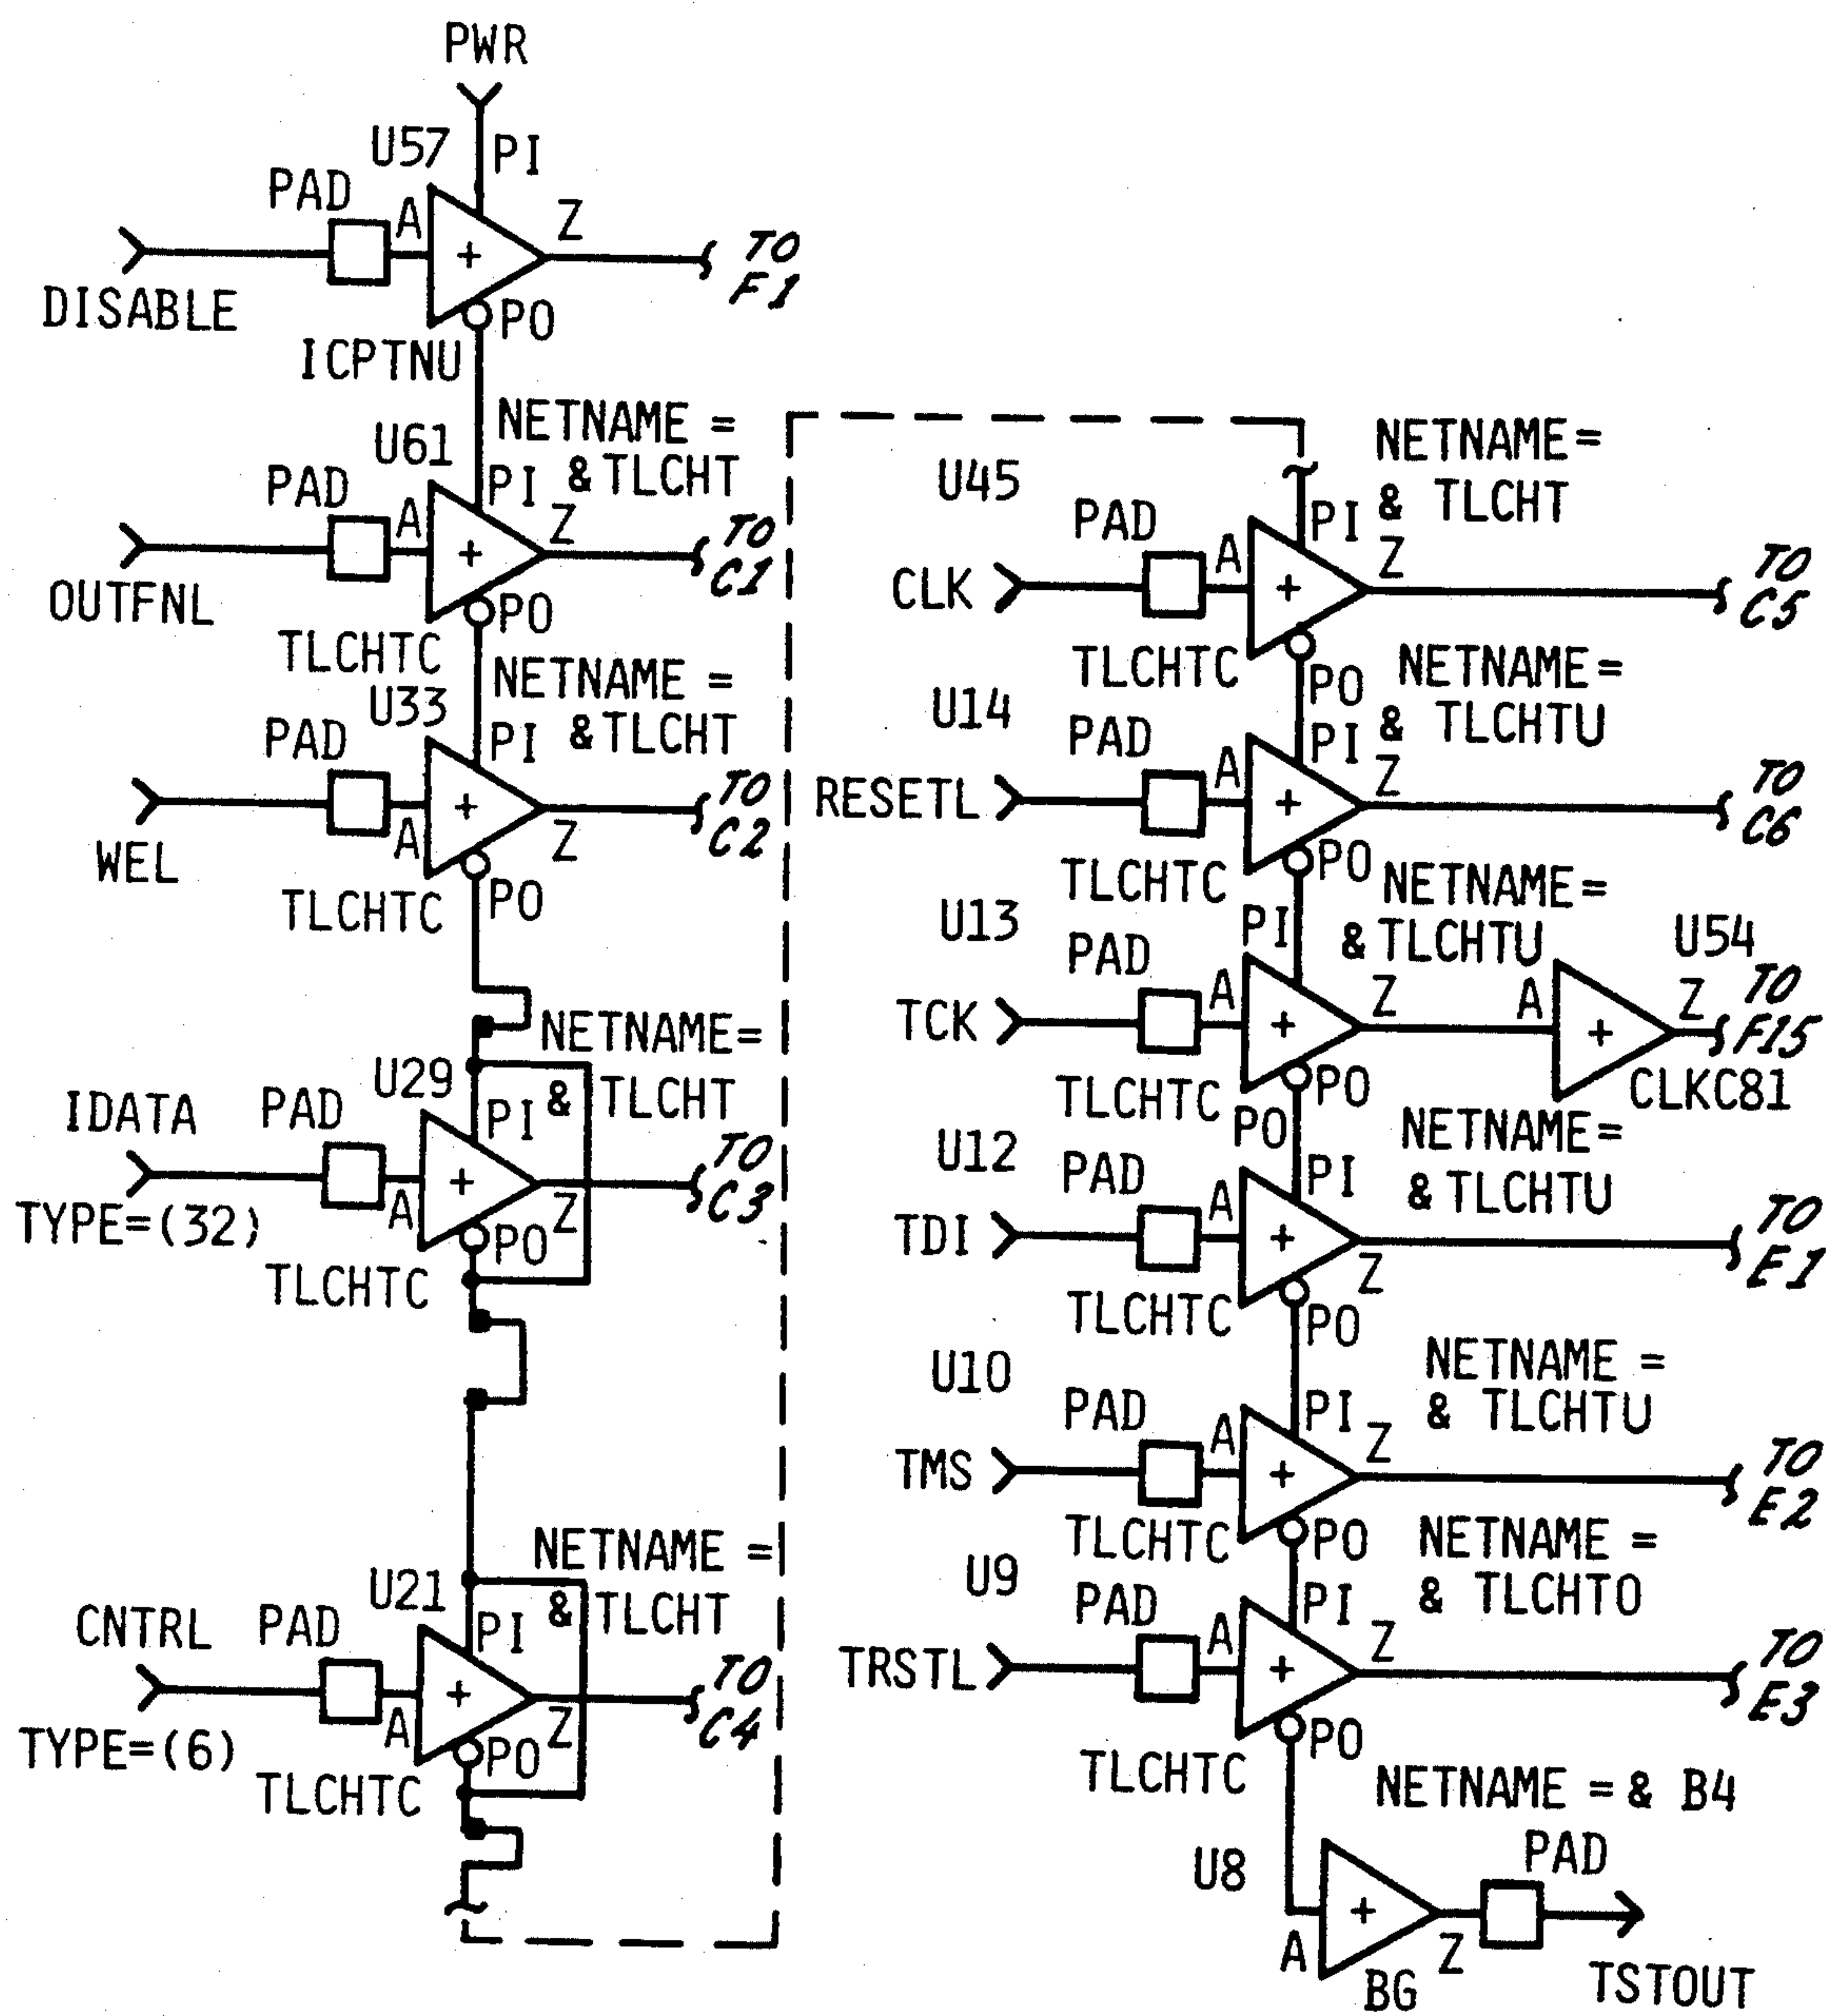 PWR
U57
PI
PAD
A
+
Z
TO
F1
DISABLE
PO
ICPTNU
NETNAME =
& TLCHT
U61
PI
PAD
A
+
Z
TO
C1
OUTFNL
PO
TLCHTC
NETNAME =
& TLCHT
U33
PI
PAD
A
+
Z
TO
C2
WEL
PO
TLCHTC
NETNAME=
& TLCHT
U29
PI
IDATA
PAD
A
+
Z
TO
C3
TYPE=(32)
PO
TLCHTC
NETNAME =
& TLCHT
U21
PI
CNTRL
PAD
A
+
Z
TO
C4
TYPE=(6)
PO
TLCHTC
NETNAME=
& TLCHT
U45
PI
PAD
A
+
Z
TO
C5
CLK
TLCHTC
PO
NETNAME=
& TLCHTU
U14
PI
PAD
A
+
Z
TO
C6
RESETL
TLCHTC
PO
NETNAME=
& TLCHTU
U13
PI
PAD
A
+
Z
TCK
A
+
U54
Z
TO
F15
CLKC81
TLCHTC
PO
PO
NETNAME=
& TLCHTU
U12
PI
PAD
A
+
Z
TO
E1
TDI
TLCHTC
PO
NETNAME =
& TLCHTU
U10
PI
PAD
A
+
Z
TO
E2
TMS
TLCHTC
PO
NETNAME =
& TLCHTO
U9
PI
PAD
A
+
Z
TO
E3
TRSTL
TLCHTC
PO
NETNAME = & B4
U8
PAD
A
+
Z
BG
TSTOUT